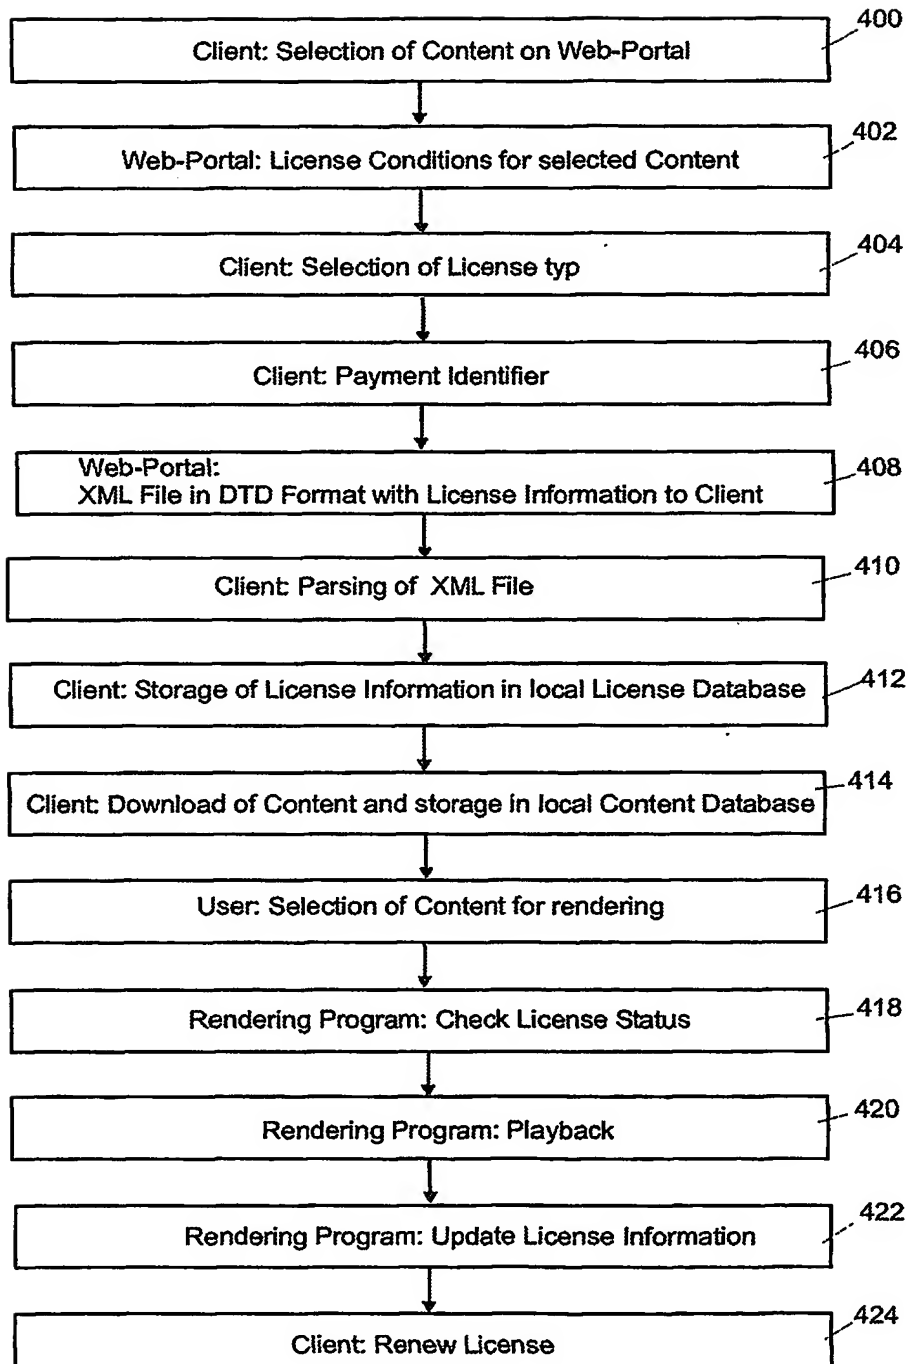 400
Client: Selection of Content on Web-Portal
402
Web-Portal: License Conditions for selected Content
404
Client: Selection of License typ
406
Client: Payment Identifier
408
Web-Portal:
XML File in DTD Format with License Information to Client
410
Client: Parsing of XML File
412
Client: Storage of License Information in local License Database
414
Client: Download of Content and storage in local Content Database
416
User: Selection of Content for rendering
418
Rendering Program: Check License Status
420
Rendering Program: Playback
422
Rendering Program: Update License Information
424
Client: Renew License